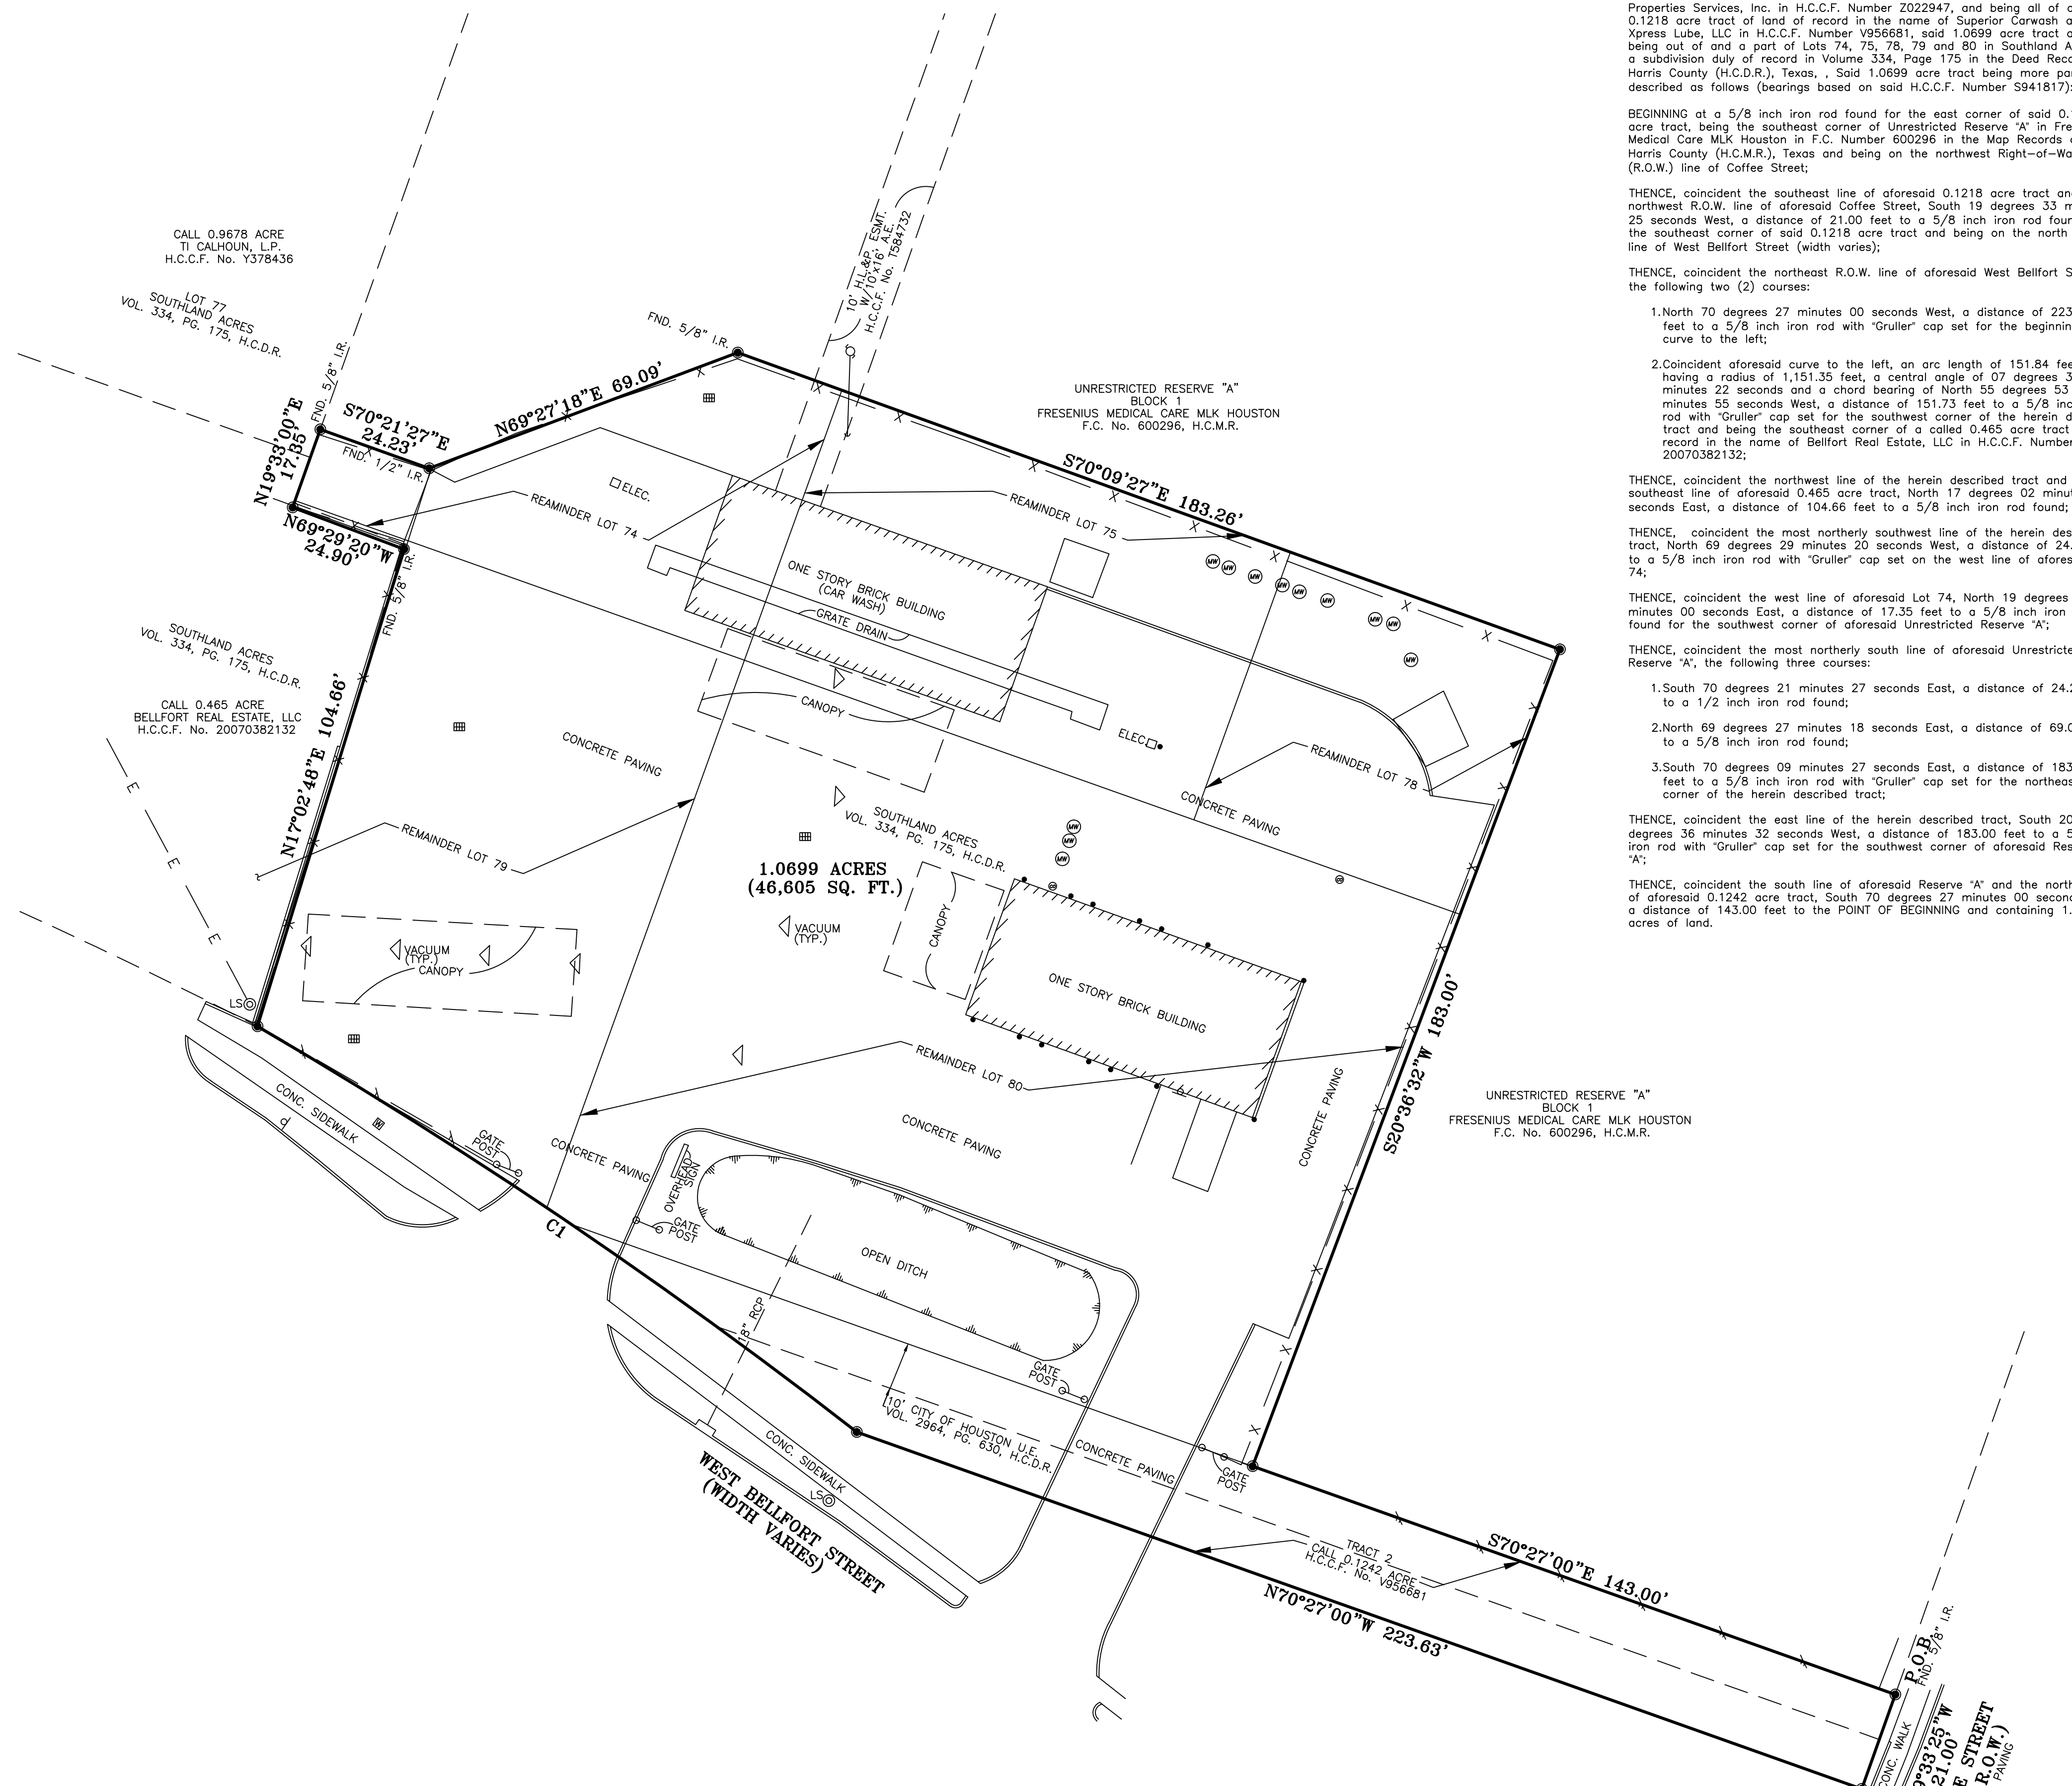 CALL 0.9678 ACRE
TI CALHOUN, L.P.
H.C.C.F. No. Y378436
LOT 77
SOUTHLAND ACRES
VOL. 334, PG. 175, H.C.D.R.
FND. 5/8" I.R.
N19°33'00"E
17.35'
S70°21'27"E
24.23'
FND. 1/2" I.R.
N69°29'20"W
24.90'
FND. 5/8" I.R.
N69°27'18"E 69.09'
FND. 5/8" I.R.
10' H.L.&P. ESMT.
W/10'x16' A.E.
H.C.C.F. No. T584732
UNRESTRICTED RESERVE "A"
BLOCK 1
FRESENIUS MEDICAL CARE MLK HOUSTON
F.C. No. 600296, H.C.M.R.
S70°09'27"E 183.26'
ELEC.
REAMINDER LOT 74
REAMINDER LOT 75
ONE STORY BRICK BUILDING
(CAR WASH)
GRATE DRAIN
MW
MW
MW
MW
MW
MW
MW
MW
MW
CANOPY
ELEC.
REAMINDER LOT 78
CONCRETE PAVING
SOUTHLAND ACRES
VOL. 334, PG. 175, H.C.D.R.
CALL 0.465 ACRE
BELLFORT REAL ESTATE, LLC
H.C.C.F. No. 20070382132
N17°02'48"E 104.66'
CONCRETE PAVING
REMAINDER LOT 79
SOUTHLAND ACRES
VOL. 334, PG. 175, H.C.D.R.
MW
MW
MW
1.0699 ACRES
(46,605 SQ. FT.)
CANOPY
VACUUM
(TYP.)
VACUUM
(TYP.)
CANOPY
E
E
E
LS
ONE STORY BRICK BUILDING
REMAINDER LOT 80
S20°36'32"W 183.00'
CONCRETE PAVING
UNRESTRICTED RESERVE "A"
BLOCK 1
FRESENIUS MEDICAL CARE MLK HOUSTON
F.C. No. 600296, H.C.M.R.
CONC. SIDEWALK
GATE
POST
CONCRETE PAVING
CONCRETE PAVING
OVERHEAD
SIGN
GATE
POST
C1
OPEN DITCH
18" RCP
GATE
POST
10' CITY OF HOUSTON U.E.
VOL. 2964, PG. 630, H.C.D.R.
CONCRETE PAVING
GATE
POST
CONC. SIDEWALK
LS
WEST BELLFORT STREET
(WIDTH VARIES)
TRACT 2
CALL 0.1242 ACRE
H.C.C.F. No. V956681
S70°27'00"E 143.00'
N70°27'00"W 223.63'
P.O.B.
FND. 5/8" I.R.
CONC. WALK
9°33'25"W
21.00'
E STREET
R.O.W.)
PAVING
Properties Services, Inc. in H.C.C.F. Number Z022947, and being all of
0.1218 acre tract of land of record in the name of Superior Carwash
Xpress Lube, LLC in H.C.C.F. Number V956681, said 1.0699 acre tract
being out of and a part of Lots 74, 75, 78, 79 and 80 in Southland A
a subdivision duly of record in Volume 334, Page 175 in the Deed Reco
Harris County (H.C.D.R.), Texas, , Said 1.0699 acre tract being more pa
described as follows (bearings based on said H.C.C.F. Number S941817):
BEGINNING at a 5/8 inch iron rod found for the east corner of said 0.1
acre tract, being the southeast corner of Unrestricted Reserve "A" in Fre
Medical Care MLK Houston in F.C. Number 600296 in the Map Records
Harris County (H.C.M.R.), Texas and being on the northwest Right-of-Wa
(R.O.W.) line of Coffee Street;
THENCE, coincident the southeast line of aforesaid 0.1218 acre tract an
northwest R.O.W. line of aforesaid Coffee Street, South 19 degrees 33 m
25 seconds West, a distance of 21.00 feet to a 5/8 inch iron rod foun
the southeast corner of said 0.1218 acre tract and being on the north
line of West Bellfort Street (width varies);
THENCE, coincident the northeast R.O.W. line of aforesaid West Bellfort S
the following two (2) courses:
1.North 70 degrees 27 minutes 00 seconds West, a distance of 223
feet to a 5/8 inch iron rod with "Gruller" cap set for the beginnin
curve to the left;
2.Coincident aforesaid curve to the left, an arc length of 151.84 fee
having a radius of 1,151.35 feet, a central angle of 07 degrees 3
minutes 22 seconds and a chord bearing of North 55 degrees 53
minutes 55 seconds West, a distance of 151.73 feet to a 5/8 inc
rod with "Gruller" cap set for the southwest corner of the herein d
tract and being the southeast corner of a called 0.465 acre tract
record in the name of Bellfort Real Estate, LLC in H.C.C.F. Number
20070382132;
THENCE, coincident the northwest line of the herein described tract and
southeast line of aforesaid 0.465 acre tract, North 17 degrees 02 minut
seconds East, a distance of 104.66 feet to a 5/8 inch iron rod found;
THENCE, coincident the most northerly southwest line of the herein des
tract, North 69 degrees 29 minutes 20 seconds West, a distance of 24.
to a 5/8 inch iron rod with "Gruller" cap set on the west line of afores
74;
THENCE, coincident the west line of aforesaid Lot 74, North 19 degrees
minutes 00 seconds East, a distance of 17.35 feet to a 5/8 inch iron
found for the southwest corner of aforesaid Unrestricted Reserve "A";
THENCE, coincident the most northerly south line of aforesaid Unrestricte
Reserve "A", the following three courses:
1.South 70 degrees 21 minutes 27 seconds East, a distance of 24.2
to a 1/2 inch iron rod found;
2.North 69 degrees 27 minutes 18 seconds East, a distance of 69.0
to a 5/8 inch iron rod found;
3.South 70 degrees 09 minutes 27 seconds East, a distance of 183
feet to a 5/8 inch iron rod with "Gruller" cap set for the northeas
corner of the herein described tract;
THENCE, coincident the east line of the herein described tract, South 20
degrees 36 minutes 32 seconds West, a distance of 183.00 feet to a 5
iron rod with "Gruller" cap set for the southwest corner of aforesaid Res
"A";
THENCE, coincident the south line of aforesaid Reserve "A" and the north
of aforesaid 0.1242 acre tract, South 70 degrees 27 minutes 00 secon
a distance of 143.00 feet to the POINT OF BEGINNING and containing 1.
acres of land.